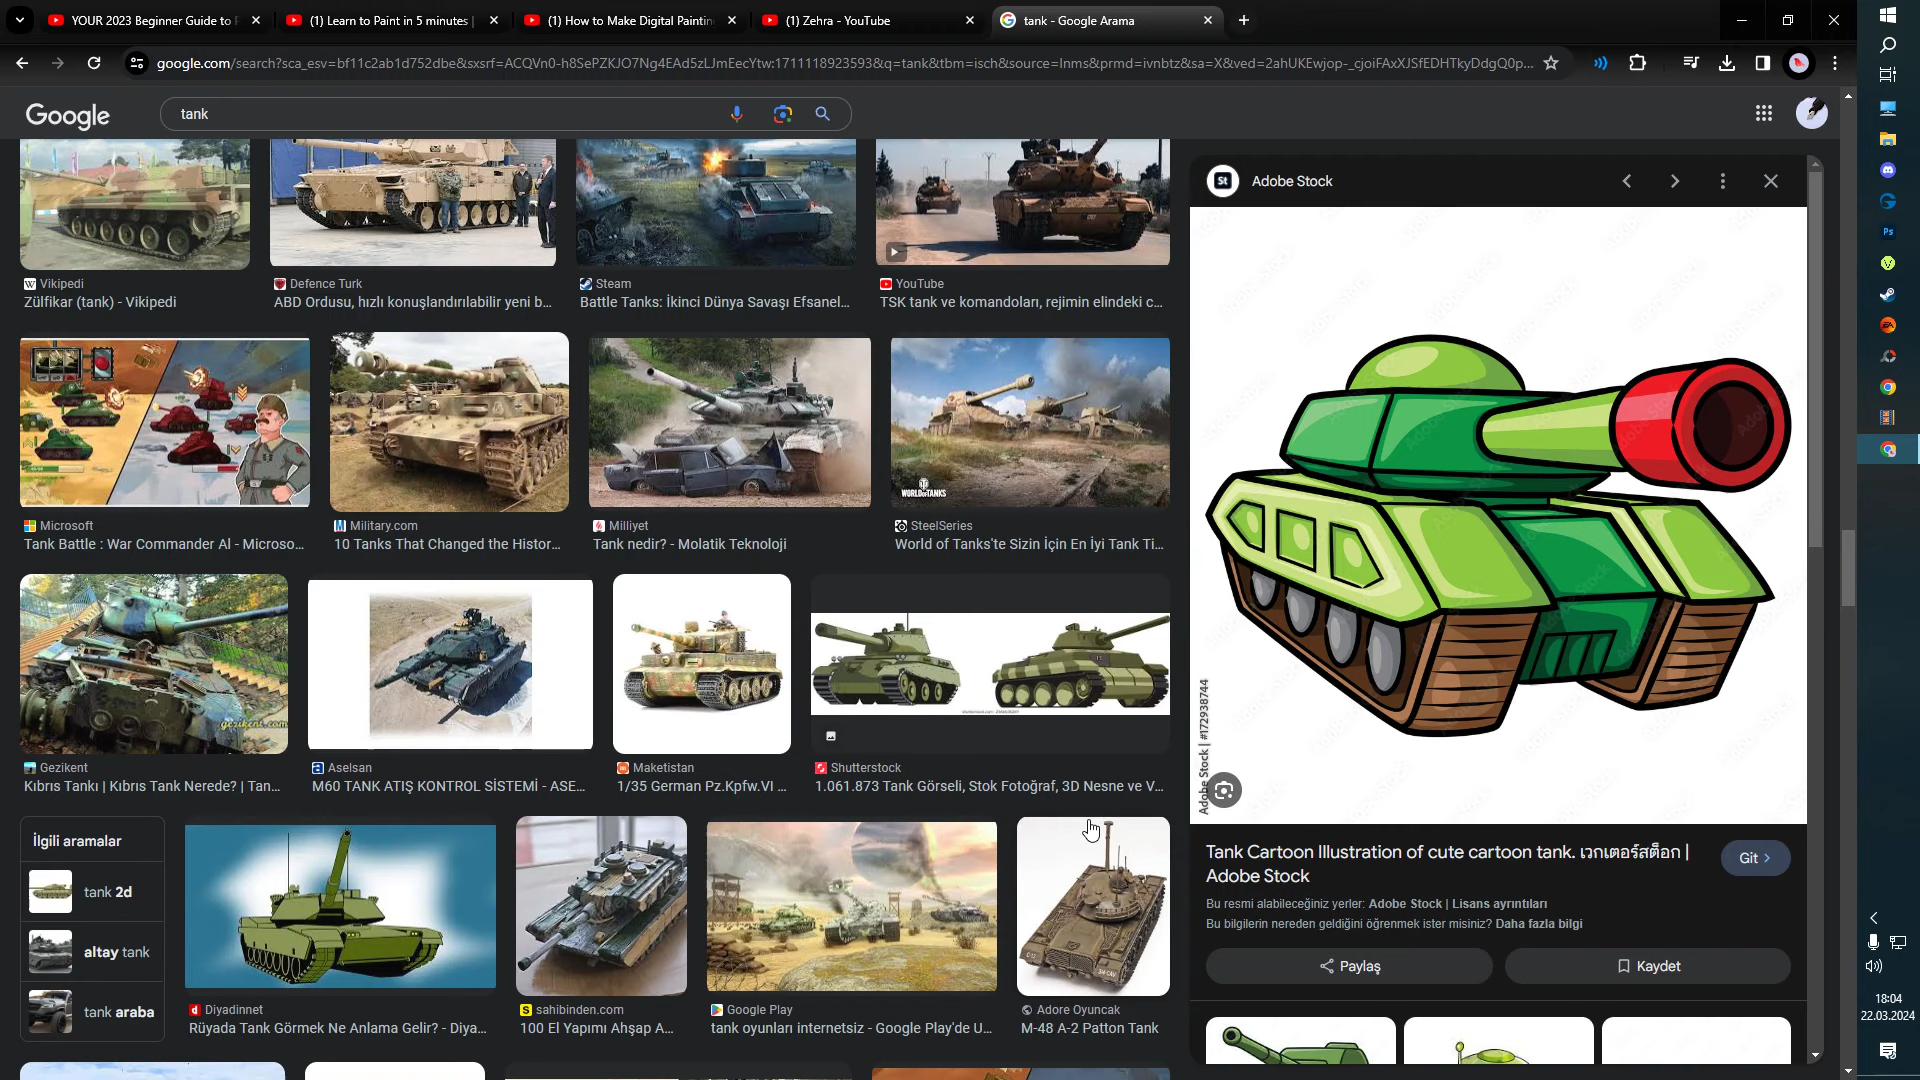 YOUR 2023 Beginner Guide to
(1) Learn to Paint in 5 minutes
(1) How to Make Digital Painting
(1) Zehra - YouTube
tank - Google Arama
google.com/search?sca_esv=bf11c2ab1d752dbe&sxsrf=ACQVn0-h8SePZKJO7Ng4EAd5zLJmEecYtw:1711118923593&q=tank&tbm=isch&source=lnms&prmd=ivnbtz&sa=X&ved=2ahUKEwjop-_cjoiFAxXJSfEDHTkyDdgQ0p...
Google
tank
Vikipedi
Zülfikar (tank) - Vikipedi
Defence Turk
ABD Ordusu, hızlı konuşlandırılabilir yeni b...
Steam
Battle Tanks: İkinci Dünya Savaşı Efsanel...
YouTube
TSK tank ve komandoları, rejimin elindeki c...
WORLD OF TANKS
Microsoft
Tank Battle : War Commander Al - Microso...
Military.com
10 Tanks That Changed the Histor...
Milliyet
Tank nedir? - Molatik Teknoloji
SteelSeries
World of Tanks'te Sizin İçin En İyi Tank Ti...
gezikent.com
Gezikent
Kıbrıs Tankı | Kıbrıs Tank Nerede? | Tan...
Aselsan
M60 TANK ATIŞ KONTROL SİSTEMİ - ASE...
Maketistan
1/35 German Pz.Kpfw.VI ...
Shutterstock
1.061.873 Tank Görseli, Stok Fotoğraf, 3D Nesne ve V...
İlgili aramalar
tank 2d
altay tank
tank araba
Diyadinnet
Rüyada Tank Görmek Ne Anlama Gelir? - Diya...
sahibinden.com
100 El Yapımı Ahşap A...
Google Play
tank oyunları internetsiz - Google Play'de U...
Adore Oyuncak
M-48 A-2 Patton Tank
St
Adobe Stock
Adobe Stock | #172938744
Tank Cartoon Illustration of cute cartoon tank. เวกเตอร์สต็อก |
Adobe Stock
Git
Bu resmi alabileceğiniz yerler: Adobe Stock | Lisans ayrıntıları
Bu bilgilerin nereden geldiğini öğrenmek ister misiniz? Daha fazla bilgi
Paylaş
Kaydet
Ps
EA
18:04
22.03.2024